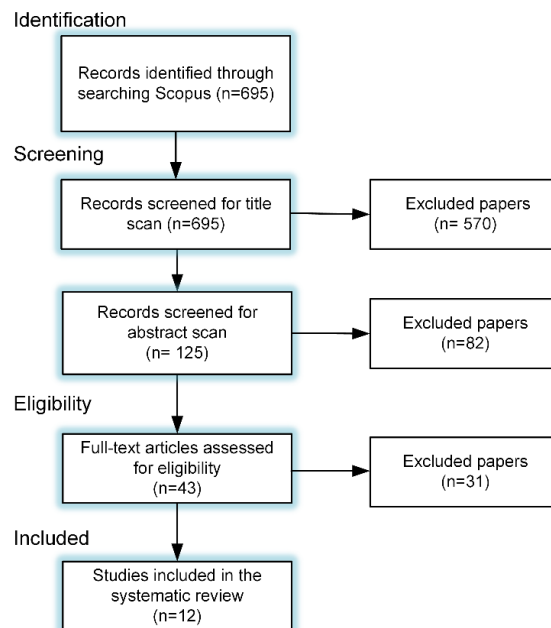 Identification
Records identified through
searching Scopus (n=695)
Screening
Records screened for title
scan (n=695)
Excluded papers
(n= 570)
Records screened for
abstract scan
(n= 125)
Excluded papers
(n=82)
Eligibility
Full-text articles assessed
for eligibility
(n=43)
Excluded papers
(n=31)
Included
Studies included in the
systematic review
(n=12)